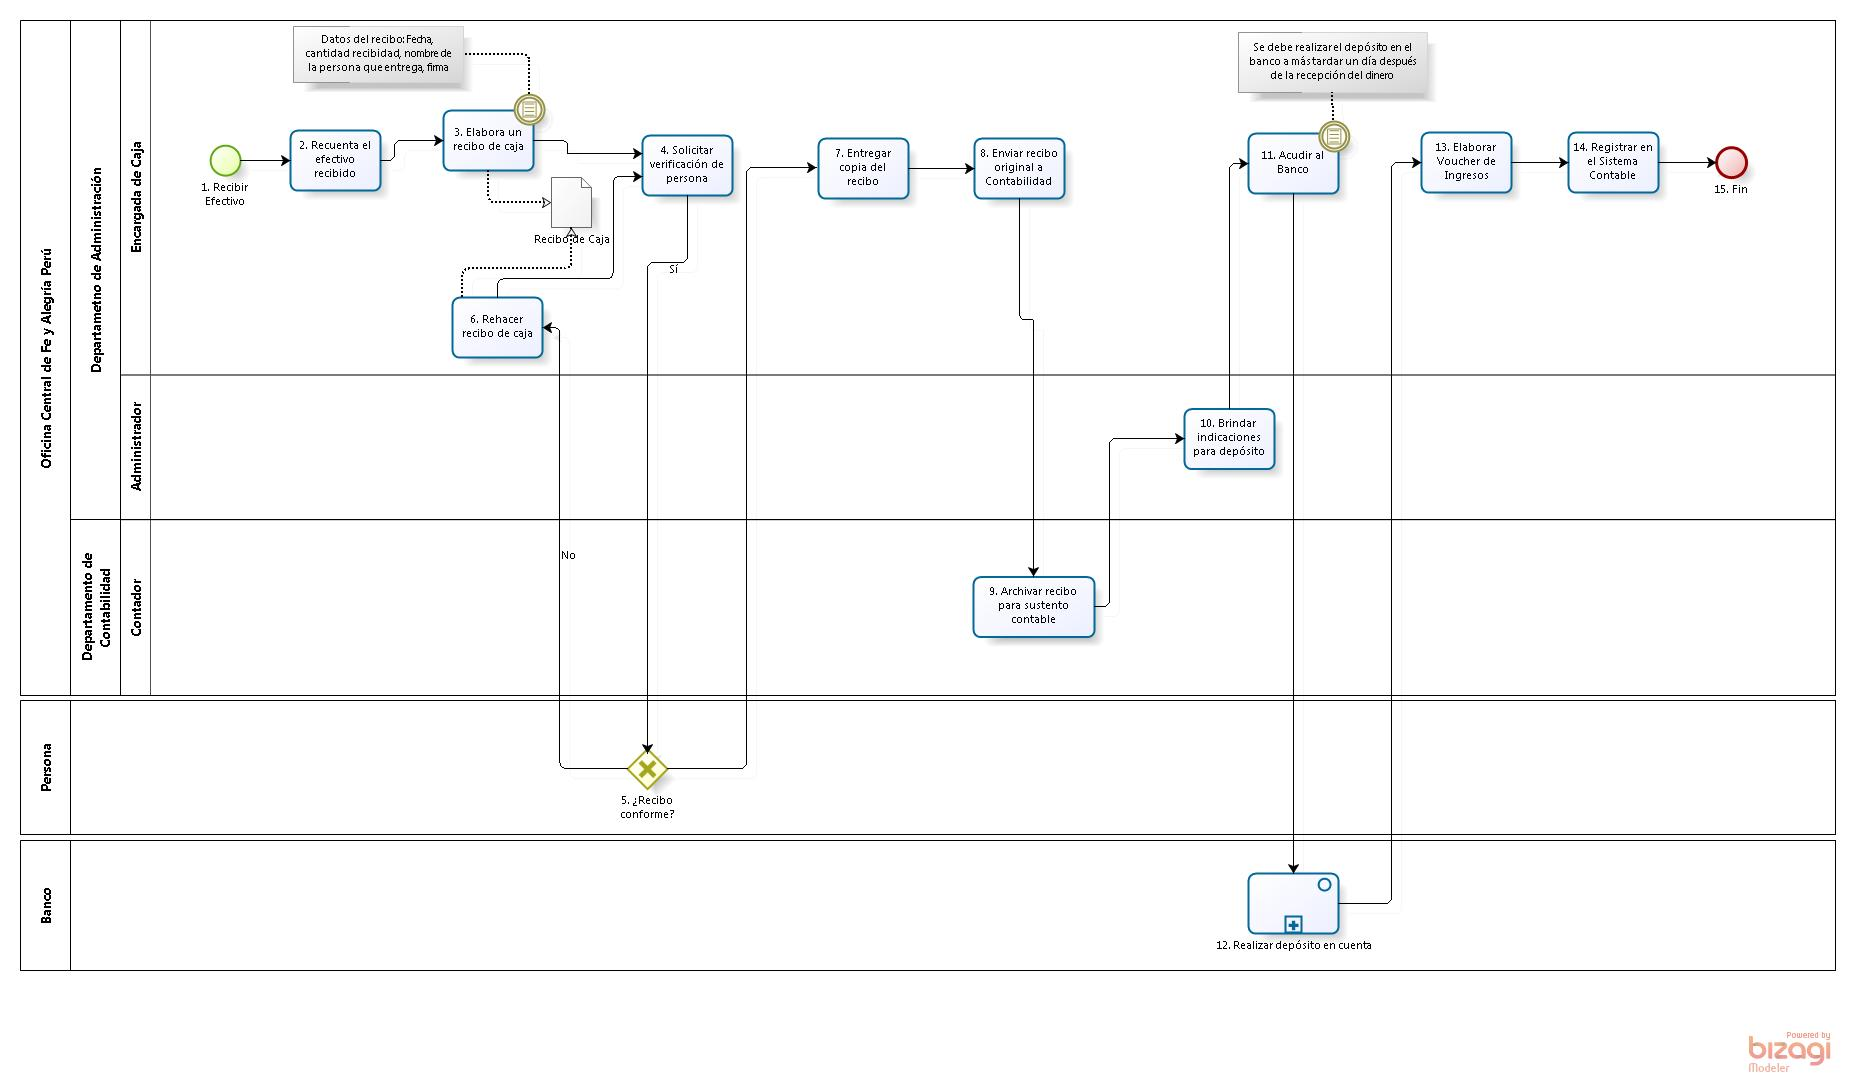 Oficina Central de Fe y Alegría Perú
Departametno de Administración
Encargada de Caja
Datos del recibo: Fecha,
cantidad recibidad, nombre de
la persona que entrega, firma
Se debe realizar el depósito en el
banco a más tardar un día después
de la recepción del dinero
1. Recibir
Efectivo
2. Recuenta el
efectivo
recibido
3. Elabora un
recibo de caja
Recibo de Caja
4. Solicitar
verificación de
persona
Sí
6. Rehacer
recibo de caja
7. Entregar
copia del
recibo
8. Enviar recibo
original a
Contabilidad
11. Acudir al
Banco
13. Elaborar
Voucher de
Ingresos
14. Registrar en
el Sistema
Contable
15. Fin
Administrador
10. Brindar
indicaciones
para depósito
Departamento de
Contabilidad
Contador
No
9. Archivar recibo
para sustento
contable
Persona
5. ¿Recibo
conforme?
Banco
12. Realizar depósito en cuenta
Powered by
bizagi
Modeler